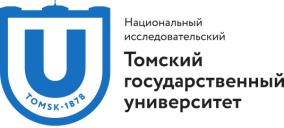 U
TOMSK-1878
Национальный
исследовательский
Томский
государственный
университет